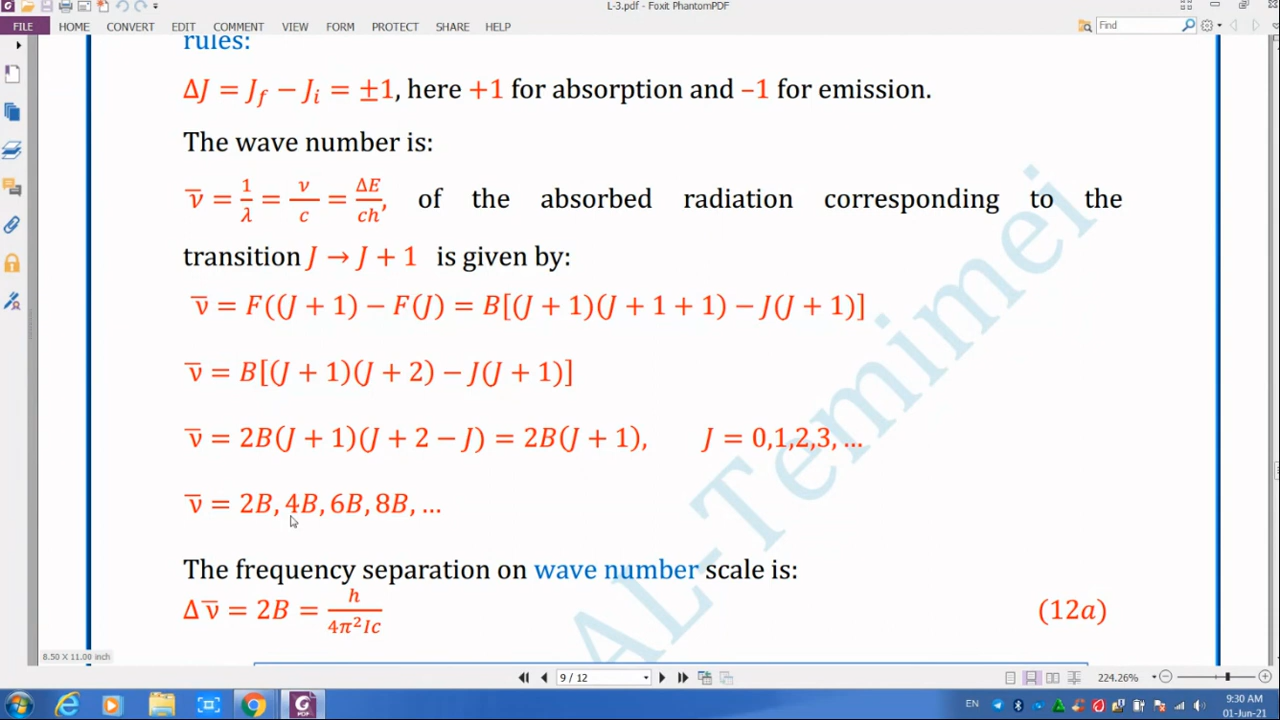 L-3.pdf - Foxit PhantomPDF
FILE HOME CONVERT EDIT COMMENT VIEW FORM PROTECT SHARE HELP Find
rules:
ΔJ = J_f − J_i = ±1, here +1 for absorption and –1 for emission.
The wave number is:
ν̅ = 1/λ = ν/c = ΔE/ch, of the absorbed radiation corresponding to the
transition J → J + 1 is given by:
ν̅ = F((J + 1) − F(J) = B[(J + 1)(J + 1 + 1) − J(J + 1)]
ν̅ = B[(J + 1)(J + 2) − J(J + 1)]
ν̅ = 2B(J + 1)(J + 2 − J) = 2B(J + 1), J = 0,1,2,3, …
ν̅ = 2B, 4B, 6B, 8B, …
The frequency separation on wave number scale is:
Δν̅ = 2B = h/4π²Ic (12a)
AL-Temimei
8.50 X 11.00 inch
9 / 12 224.26%
EN 9:30 AM
01-Jun-21